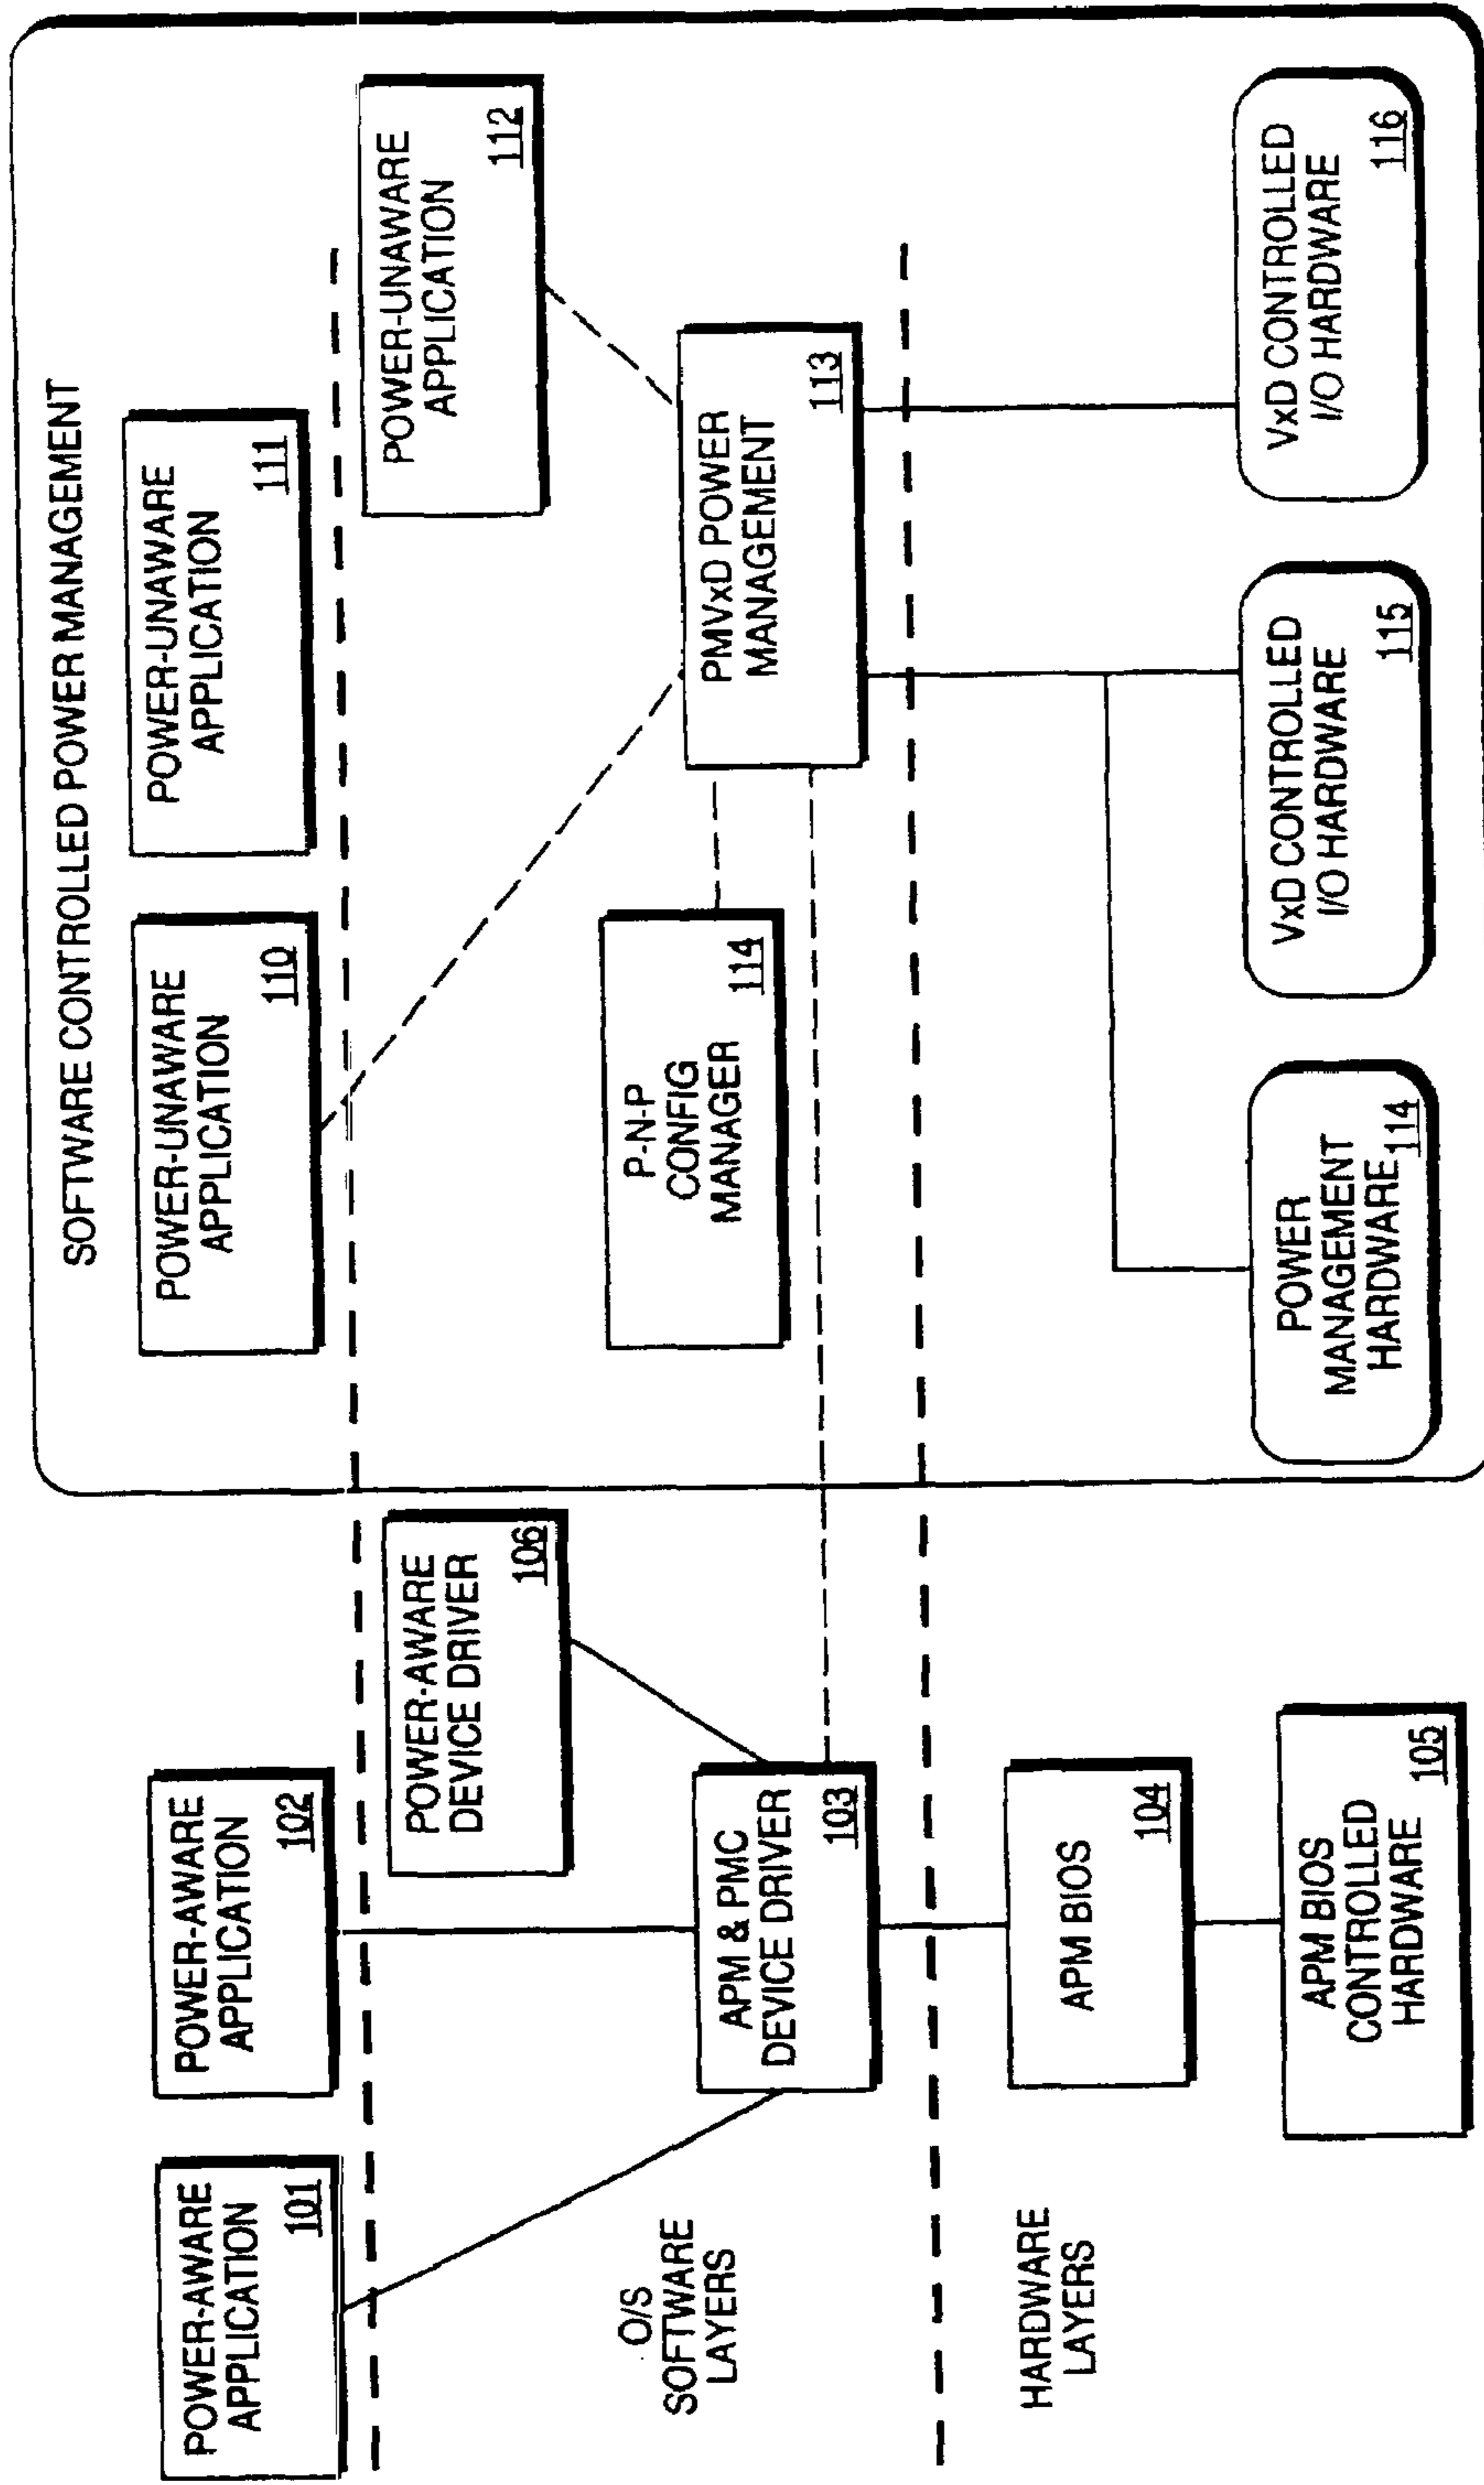 SOFTWARE CONTROLLED POWER MANAGEMENT
POWER-AWARE
APPLICATION
101
POWER-AWARE
APPLICATION
102
POWER-UNAWARE
APPLICATION
110
POWER-UNAWARE
APPLICATION
111
POWER-AWARE
DEVICE DRIVER
106
POWER-UNAWARE
APPLICATION
112
O/S
SOFTWARE
LAYERS
APM & PMC
DEVICE DRIVER
103
P-N-P
CONFIG
MANAGER
114
PMVxD POWER
MANAGEMENT
113
HARDWARE
LAYERS
APM BIOS
104
APM BIOS
CONTROLLED
HARDWARE
105
POWER
MANAGEMENT
HARDWARE
114
VxD CONTROLLED
I/O HARDWARE
115
VxD CONTROLLED
I/O HARDWARE
116